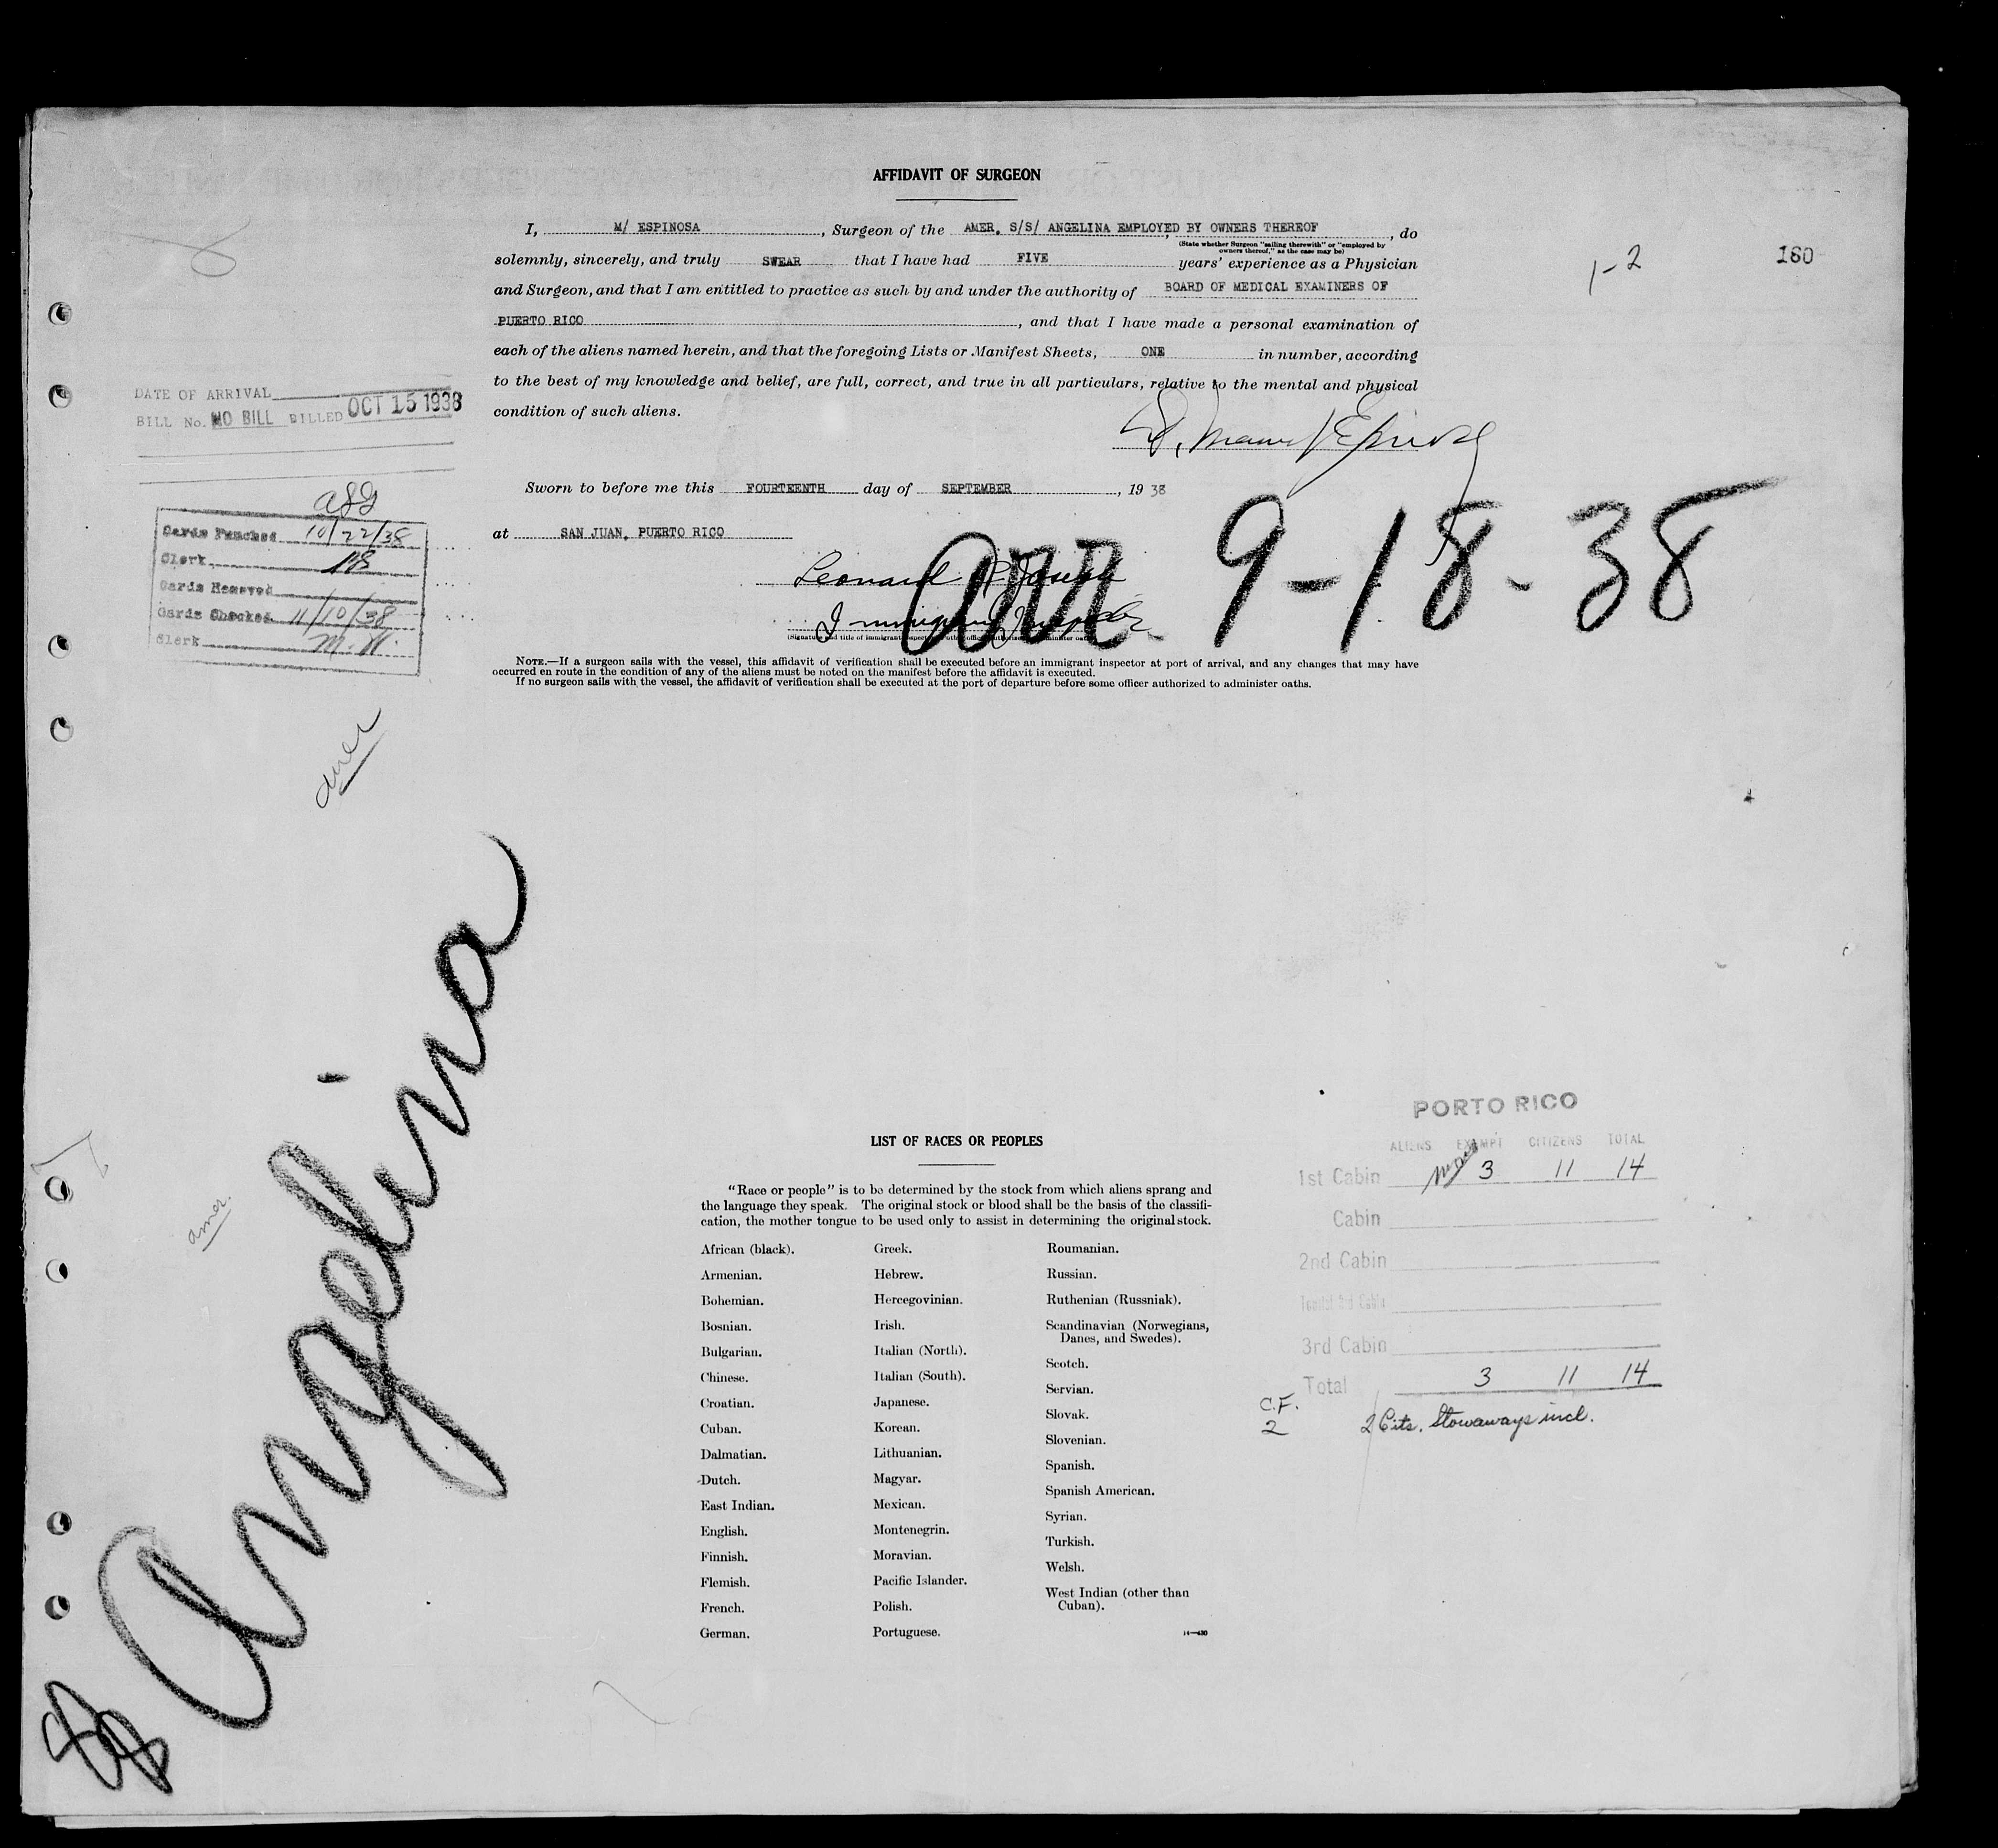 AFFIDAVIT OF SURGEON
I, M/ ESPINOSA, Surgeon of the AMER. S/S/ ANGELINA EMPLOYED BY OWNERS THEREOF, do
(State whether Surgeon "sailing therewith" or "employed by
owners thereof," as the case may be)
solemnly, sincerely, and truly SWEAR that I have had FIVE years' experience as a Physician
and Surgeon, and that I am entitled to practice as such by and under the authority of BOARD OF MEDICAL EXAMINERS OF
PUERTO RICO, and that I have made a personal examination of
each of the aliens named herein, and that the foregoing Lists or Manifest Sheets, ONE in number, according
to the best of my knowledge and belief, are full, correct, and true in all particulars, relative to the mental and physical
condition of such aliens.
1-2
160
DATE OF ARRIVAL
BILL No. NO BILL BILLED OCT 15 1938
Sworn to before me this FOURTEENTH day of SEPTEMBER, 19 38
at SAN JUAN, PUERTO RICO
Cards Punched 10/22/38
Clerk
Cards Removed
Cards Checked 11/10/38
Clerk M.W.
Leonard
Immigrant Inspector
arr. 9-18-38
NOTE.—If a surgeon sails with the vessel, this affidavit of verification shall be executed before an immigrant inspector at port of arrival, and any changes that may have
occurred en route in the condition of any of the aliens must be noted on the manifest before the affidavit is executed.
If no surgeon sails with the vessel, the affidavit of verification shall be executed at the port of departure before some officer authorized to administer oaths.
amer
amer.
SS Angelina
LIST OF RACES OR PEOPLES
"Race or people" is to be determined by the stock from which aliens sprang and
the language they speak. The original stock or blood shall be the basis of the classifi-
cation, the mother tongue to be used only to assist in determining the original stock.
African (black).
Armenian.
Bohemian.
Bosnian.
Bulgarian.
Chinese.
Croatian.
Cuban.
Dalmatian.
Dutch.
East Indian.
English.
Finnish.
Flemish.
French.
German.
Greek.
Hebrew.
Hercegovinian.
Irish.
Italian (North).
Italian (South).
Japanese.
Korean.
Lithuanian.
Magyar.
Mexican.
Montenegrin.
Moravian.
Pacific Islander.
Polish.
Portuguese.
Roumanian.
Russian.
Ruthenian (Russniak).
Scandinavian (Norwegians,
Danes, and Swedes).
Scotch.
Servian.
Slovak.
Slovenian.
Spanish.
Spanish American.
Syrian.
Turkish.
Welsh.
West Indian (other than
Cuban).
PORTO RICO
ALIENS EXEMPT CITIZENS TOTAL
1st Cabin 3 11 14
Cabin
2nd Cabin
3rd Cabin
Total 3 11 14
C.F.
2
2 Cits. Stowaways incl.